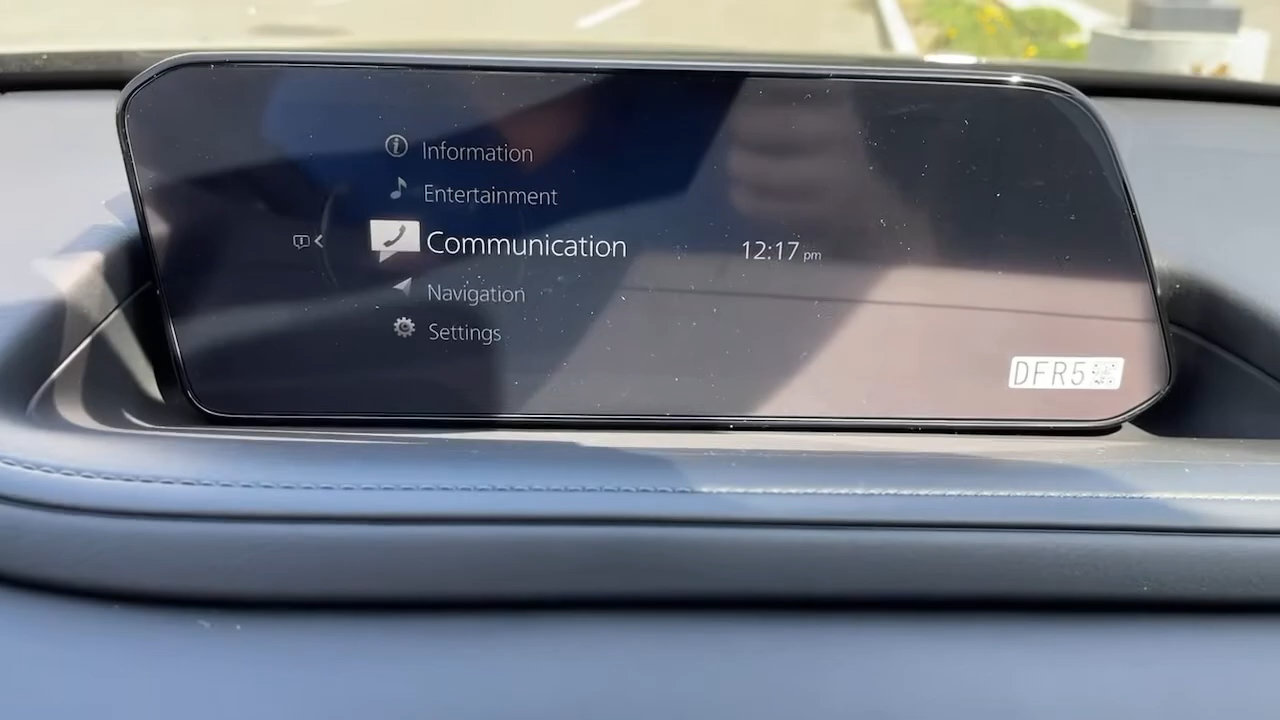 Information
Entertainment
Communication
12:17 pm
Navigation
Settings
DFR5